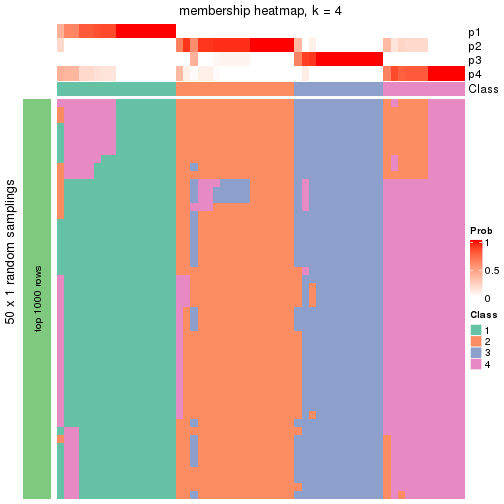 membership heatmap, k = 4
p1
p2
p3
p4
Class
50 x 1 random samplings
top 1000 rows
Prob
1
0.5
0
Class
1
2
3
4